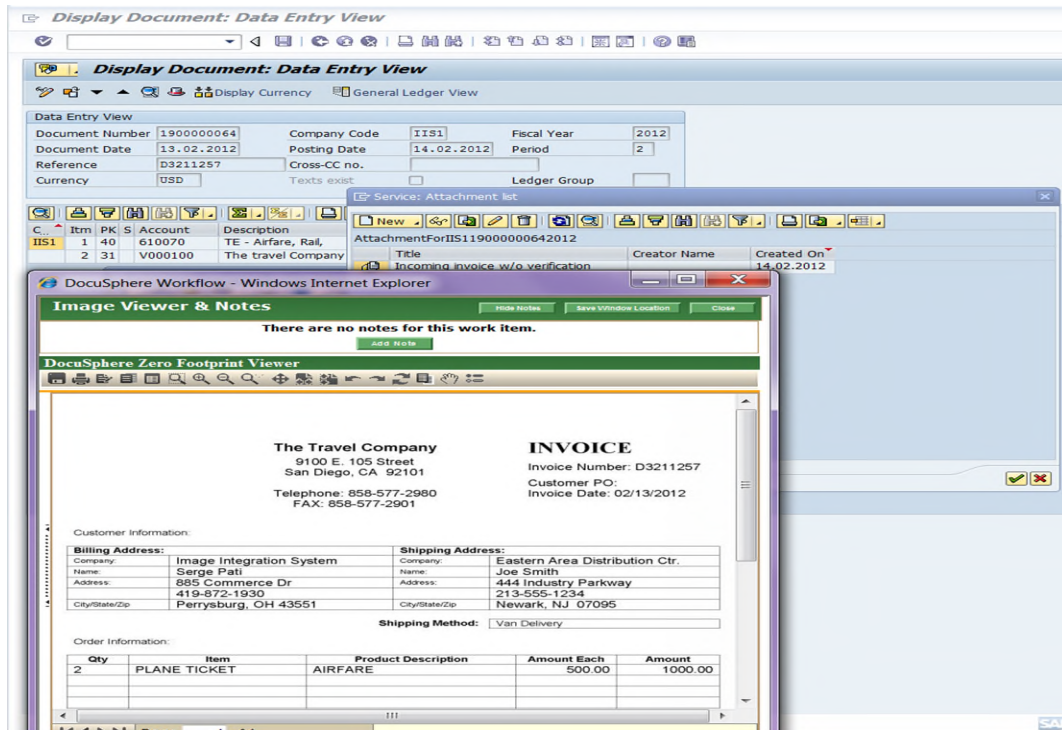 Display Document: Data Entry View
Display Document: Data Entry View
Display Currency General Ledger View
Data Entry View
Document Number 1900000064 Company Code IIS1 Fiscal Year 2012
Document Date 13.02.2012 Posting Date 14.02.2012 Period 2
Reference D3211257 Cross-CC no.
Currency USD Texts exist Ledger Group
C.. Itm PK S Account Description
IIS1 1 40 610070 TE - Airfare, Rail,
2 31 V000100 The travel Company
Service: Attachment list
New
AttachmentForIIS119000000642012
Title Creator Name Created On
Incoming invoice w/o verification 14.02.2012
DocuSphere Workflow - Windows Internet Explorer
Image Viewer & Notes Hide Notes Save Window Location Close
There are no notes for this work item.
Add Note
DocuSphere Zero Footprint Viewer
The Travel Company
9100 E. 105 Street
San Diego, CA 92101
Telephone: 858-577-2980
FAX: 858-577-2901
INVOICE
Invoice Number: D3211257
Customer PO:
Invoice Date: 02/13/2012
Customer Information:
Billing Address: Shipping Address:
Company: Image Integration System Company: Eastern Area Distribution Ctr.
Name: Serge Pati Name: Joe Smith
Address: 885 Commerce Dr Address: 444 Industry Parkway
419-872-1930 213-555-1234
City/State/Zip Perrysburg, OH 43551 City/State/Zip Newark, NJ 07095
Shipping Method: Van Delivery
Order Information:
Qty Item Product Description Amount Each Amount
2 PLANE TICKET AIRFARE 500.00 1000.00